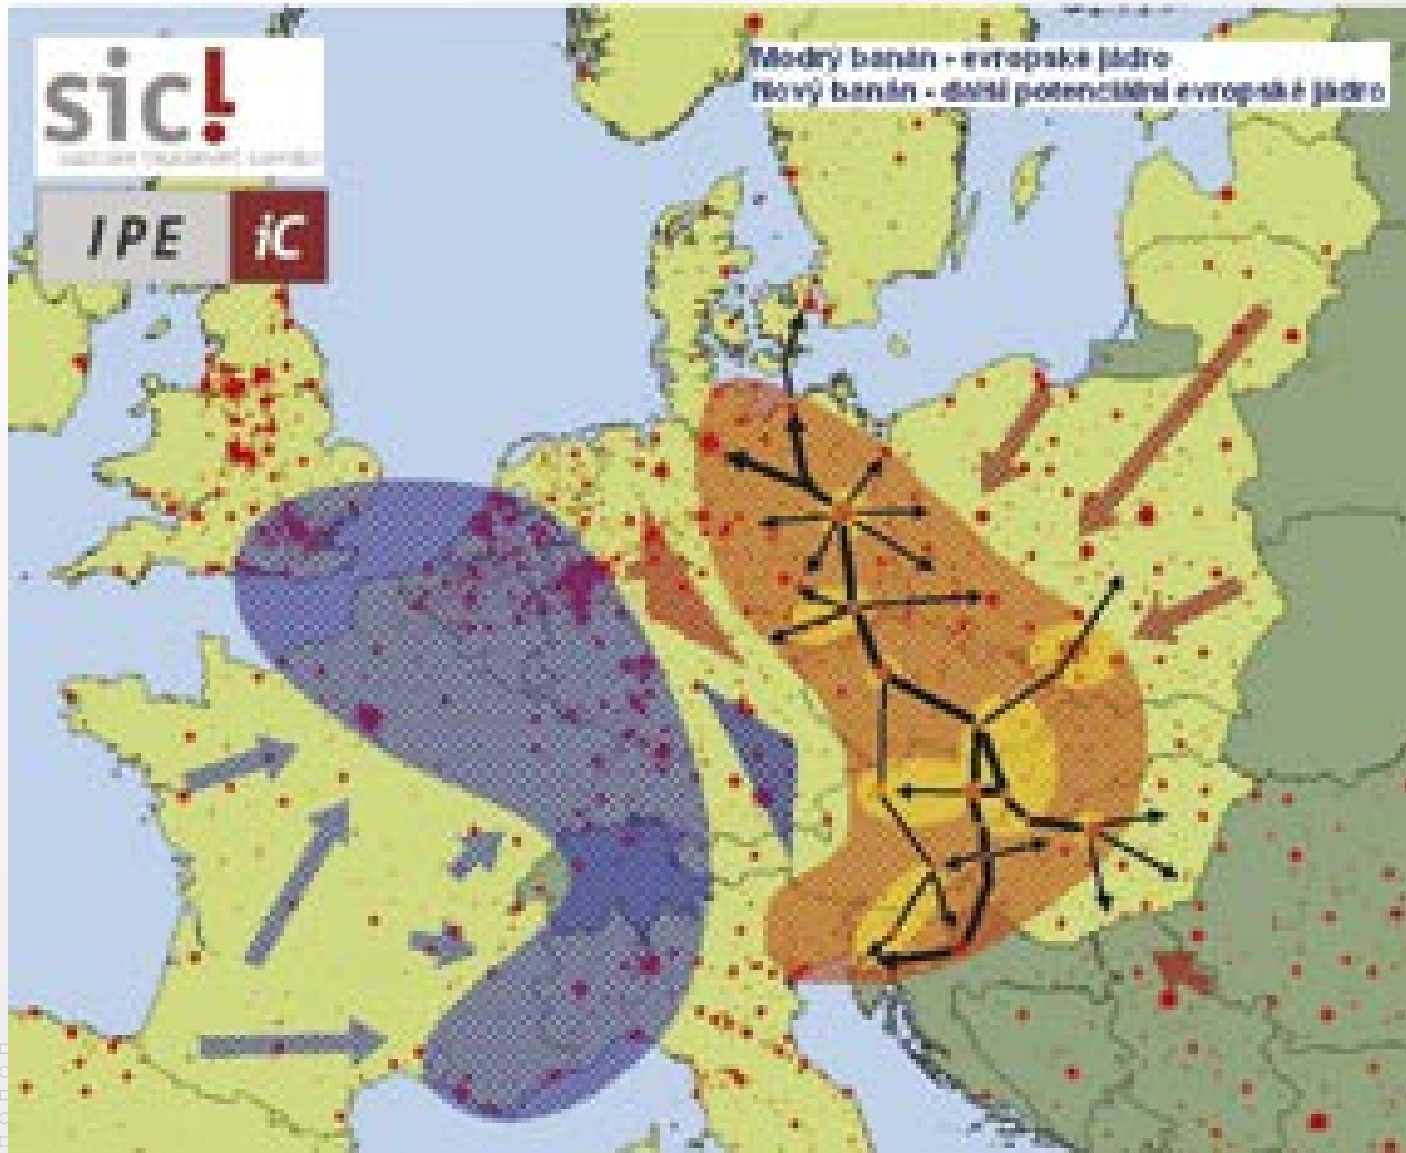 sic!
IPE iC
Modrý banán - evropské jádro
Nový banán - další potenciální evropské jádro